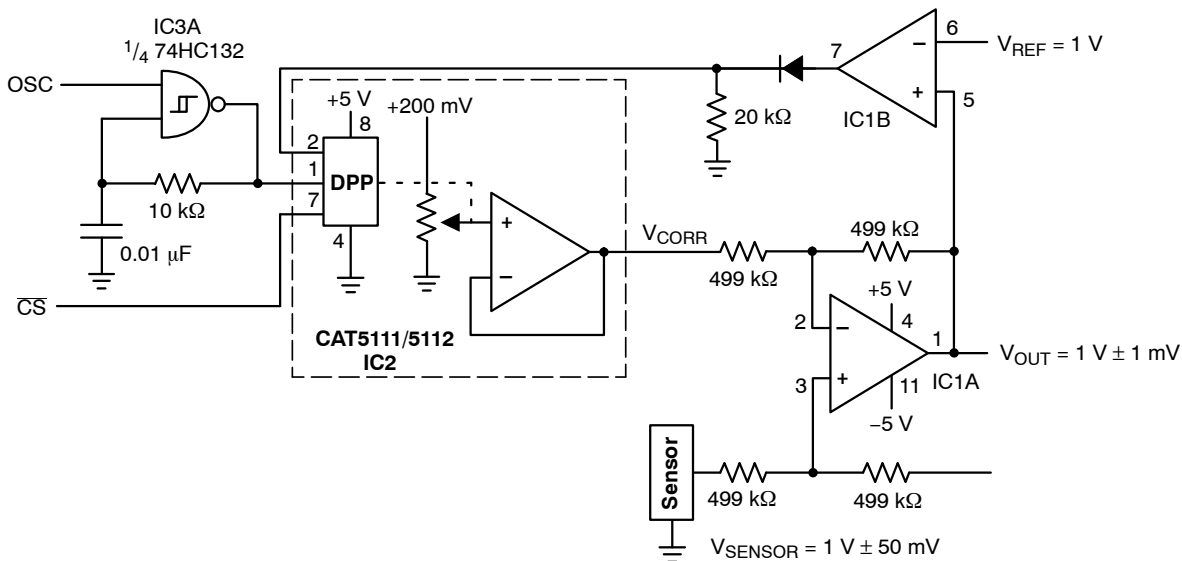 IC3A
1/4 74HC132
OSC
10 kΩ
0.01 μF
CS
+5 V
+200 mV
8
2
1
7
DPP
4
+
−
CAT5111/5112
IC2
VCORR
499 kΩ
499 kΩ
20 kΩ
7
6
−
+
5
IC1B
VREF = 1 V
+5 V
2
−
4
1
3
+
11
−5 V
IC1A
VOUT = 1 V ± 1 mV
Sensor
499 kΩ
499 kΩ
VSENSOR = 1 V ± 50 mV